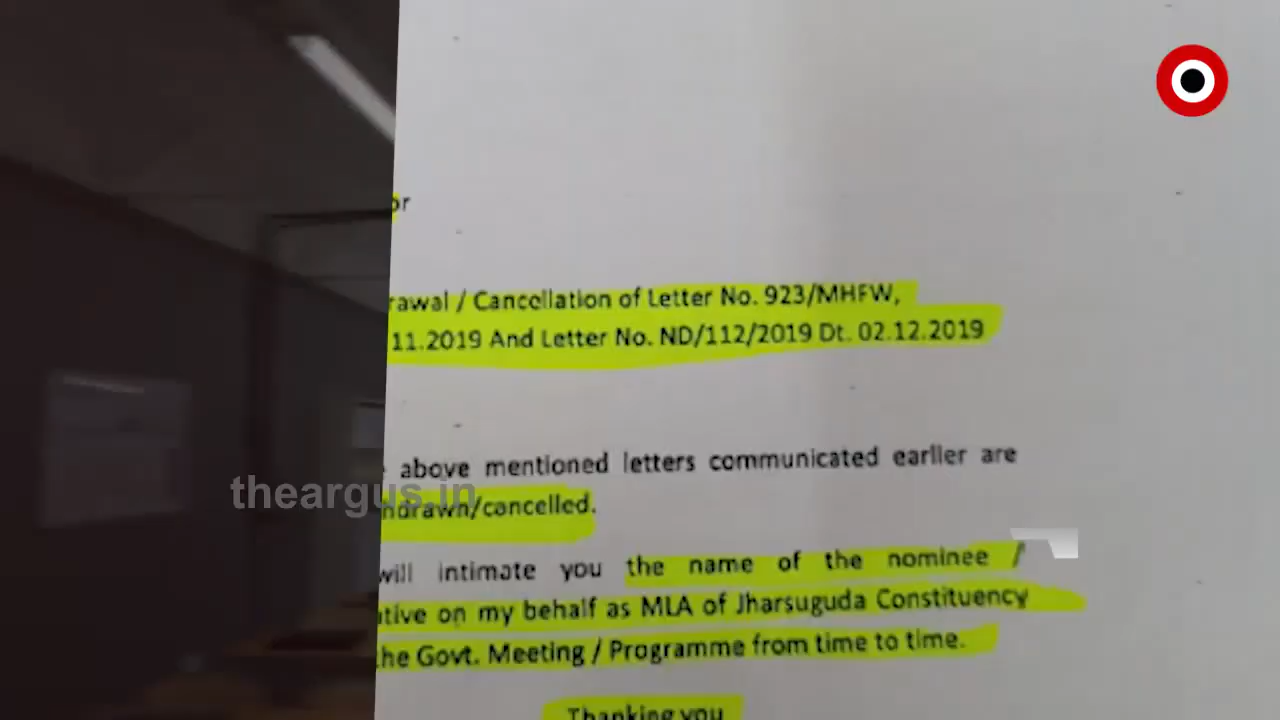 or
rawal / Cancellation of Letter No. 923/MHFW,
11.2019 And Letter No. ND/112/2019 Dt. 02.12.2019
above mentioned letters communicated earlier are
hdrawn/cancelled.
will intimate you the name of the nominee /
ative on my behalf as MLA of Jharsuguda Constituency
the Govt. Meeting / Programme from time to time.
Thanking you
theargus.in